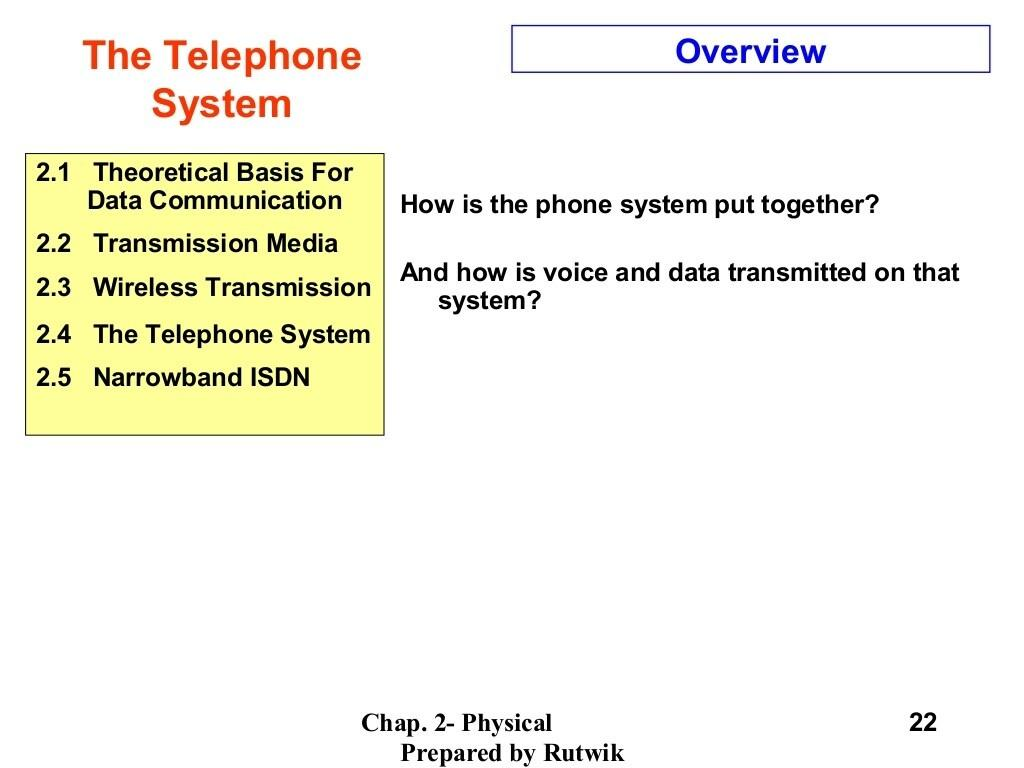 The Telephone
System
Overview
2.1 Theoretical Basis For
Data Communication
2.2 Transmission Media
2.3 Wireless Transmission
2.4 The Telephone System
2.5 Narrowband ISDN
How is the phone system put together?
And how is voice and data transmitted on that
system?
Chap. 2- Physical
Prepared by Rutwik
22